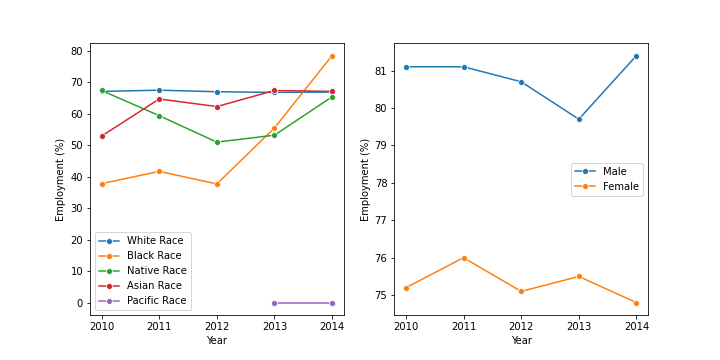 80
70
60
50
40
30
20
10
0
Employment (%)
White Race
Black Race
Native Race
Asian Race
Pacific Race
2010 2011 2012 2013 2014
Year
81
80
79
78
77
76
75
Employment (%)
Male
Female
2010 2011 2012 2013 2014
Year